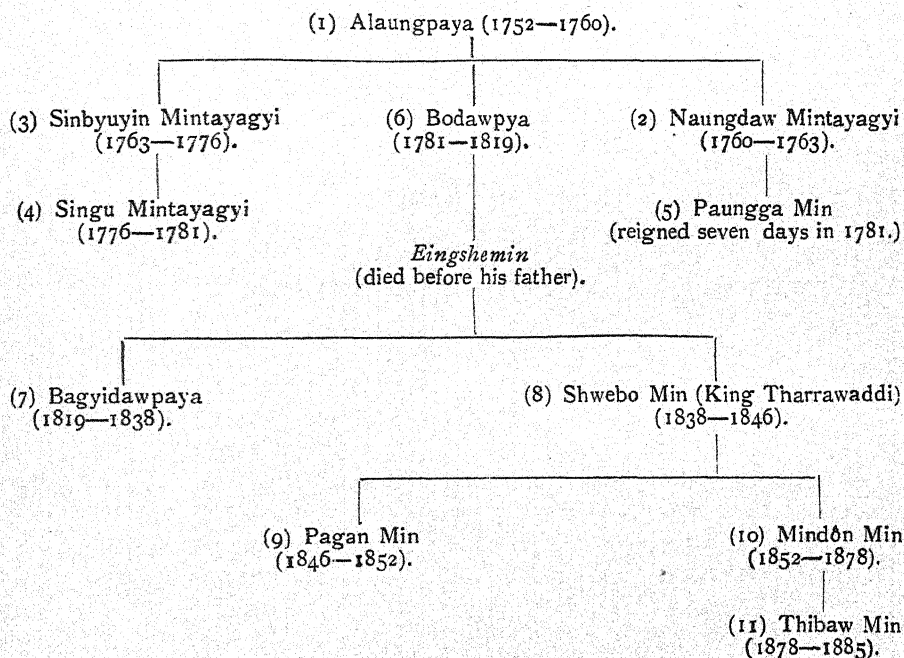 (1) Alaungpaya (1752—1760).
(3) Sinbyuyin Mintayagyi
(1763—1776).
(6) Bodawpya
(1781—1819).
(2) Naungdaw Mintayagyi
(1760—1763).
(4) Singu Mintayagyi
(1776—1781).
(5) Paungga Min
(reigned seven days in 1781.)
Eingshemin
(died before his father).
(7) Bagyidawpaya
(1819—1838).
(8) Shwebo Min (King Tharrawaddi)
(1838—1846).
(9) Pagan Min
(1846—1852).
(10) Mindôn Min
(1852—1878).
(11) Thibaw Min
(1878—1885).